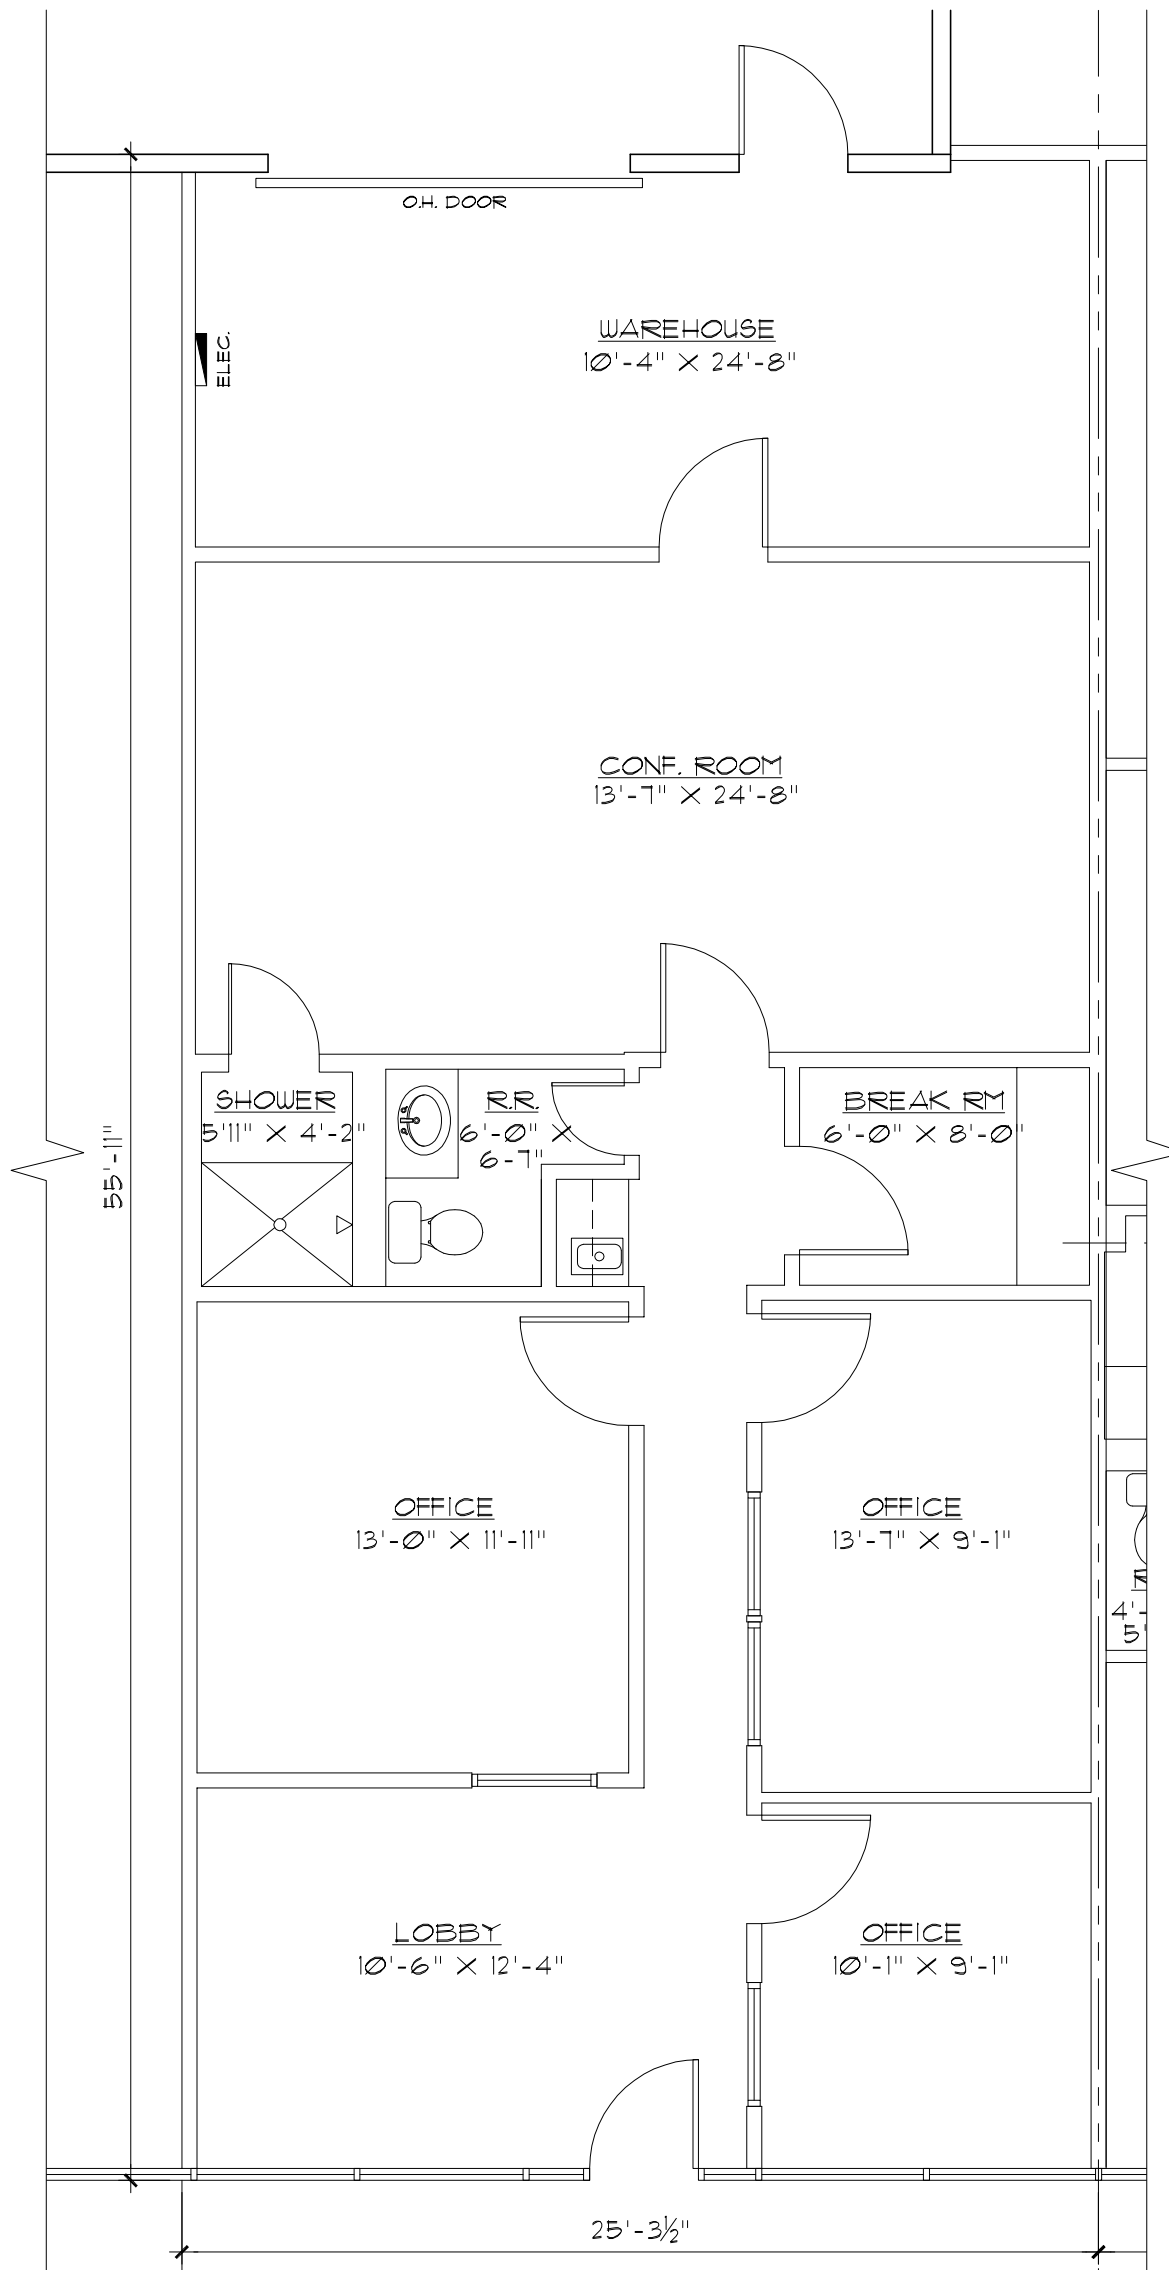 O.H. DOOR
WAREHOUSE
10'-4" X 24'-8"
ELEC.
CONF. ROOM
13'-7" X 24'-8"
SHOWER
5'11" X 4'-2"
R.R.
6'-0" X
6-7"
BREAK RM
6'-0" X 8'-0"
55'-11"
OFFICE
13'-0" X 11'-11"
OFFICE
13'-7" X 9'-1"
4'-
5'
LOBBY
10'-6" X 12'-4"
OFFICE
10'-1" X 9'-1"
25'-3½"